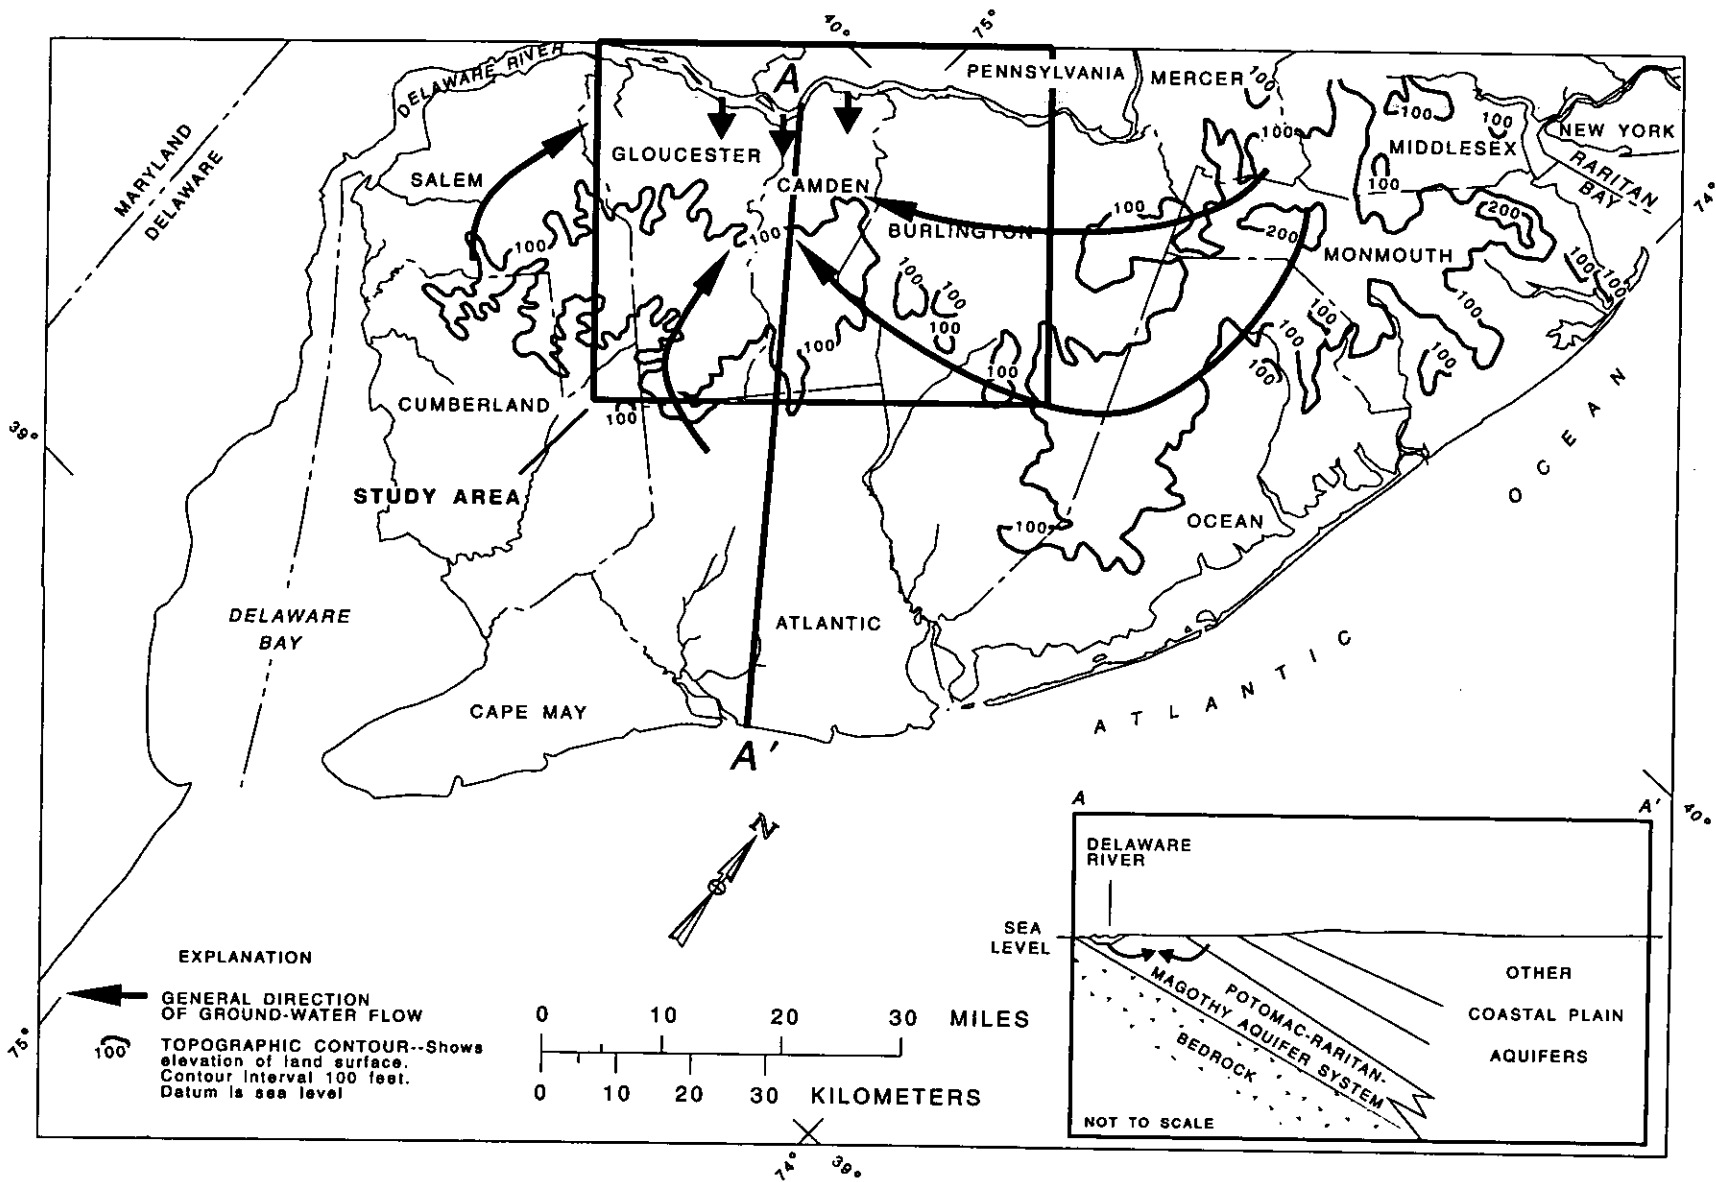 40°
75°
DELAWARE RIVER
A
PENNSYLVANIA
MERCER
100
100
100
MIDDLESEX
NEW YORK
RARITAN
BAY
74°
MARYLAND
DELAWARE
SALEM
GLOUCESTER
CAMDEN
100
100
100
BURLINGTON
100
200
200
MONMOUTH
100
100
100
100
100
100
100
100
100
100
100
100
100
100
CUMBERLAND
100
39°
STUDY AREA
100
OCEAN
OCEAN
ATLANTIC
DELAWARE
BAY
ATLANTIC
CAPE MAY
A'
N
A
A'
40°
DELAWARE
RIVER
SEA
LEVEL
MAGOTHY AQUIFER SYSTEM
POTOMAC-RARITAN-
BEDROCK
OTHER
COASTAL PLAIN
AQUIFERS
NOT TO SCALE
EXPLANATION
GENERAL DIRECTION
OF GROUND-WATER FLOW
100
TOPOGRAPHIC CONTOUR--Shows
elevation of land surface.
Contour interval 100 feet.
Datum is sea level
75°
0 10 20 30 MILES
0 10 20 30 KILOMETERS
74°
39°